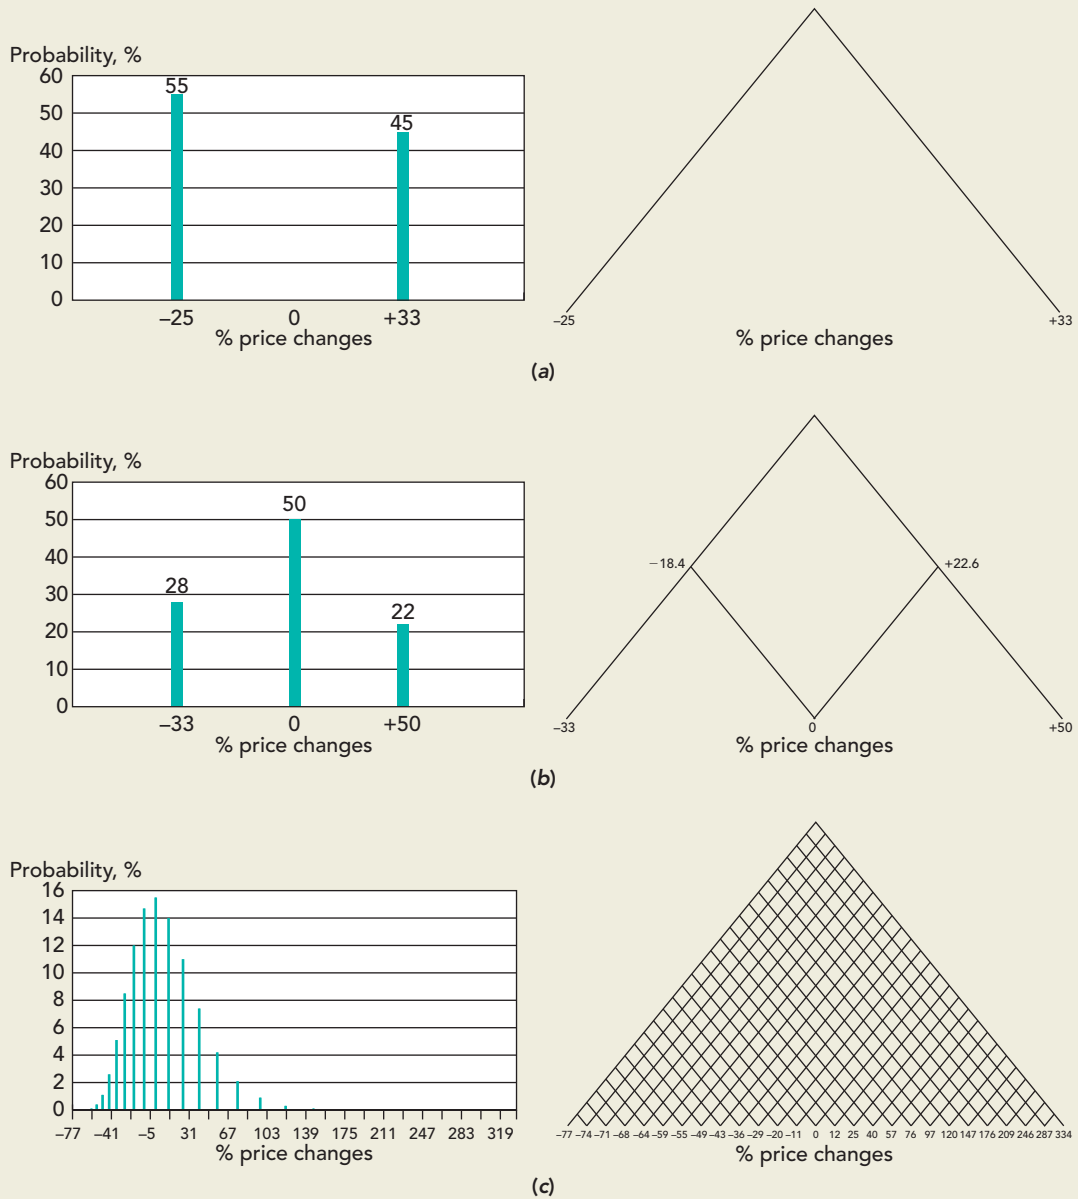 Probability, %
60
50
40
30
20
10
0
55
45
–25 0 +33
% price changes
–25 +33
% price changes
(a)
Probability, %
60
50
40
30
20
10
0
28
50
22
–33 0 +50
% price changes
–18.4 +22.6
–33 0 +50
% price changes
(b)
Probability, %
16
14
12
10
8
6
4
2
0
–77 –41 –5 31 67 103 139 175 211 247 283 319
% price changes
–77 –74 –71 –68 –64 –59 –55 –49 –43 –36 –29 –20 –11 0 12 25 40 57 76 97 120 147 176 209 246 287 334
% price changes
(c)